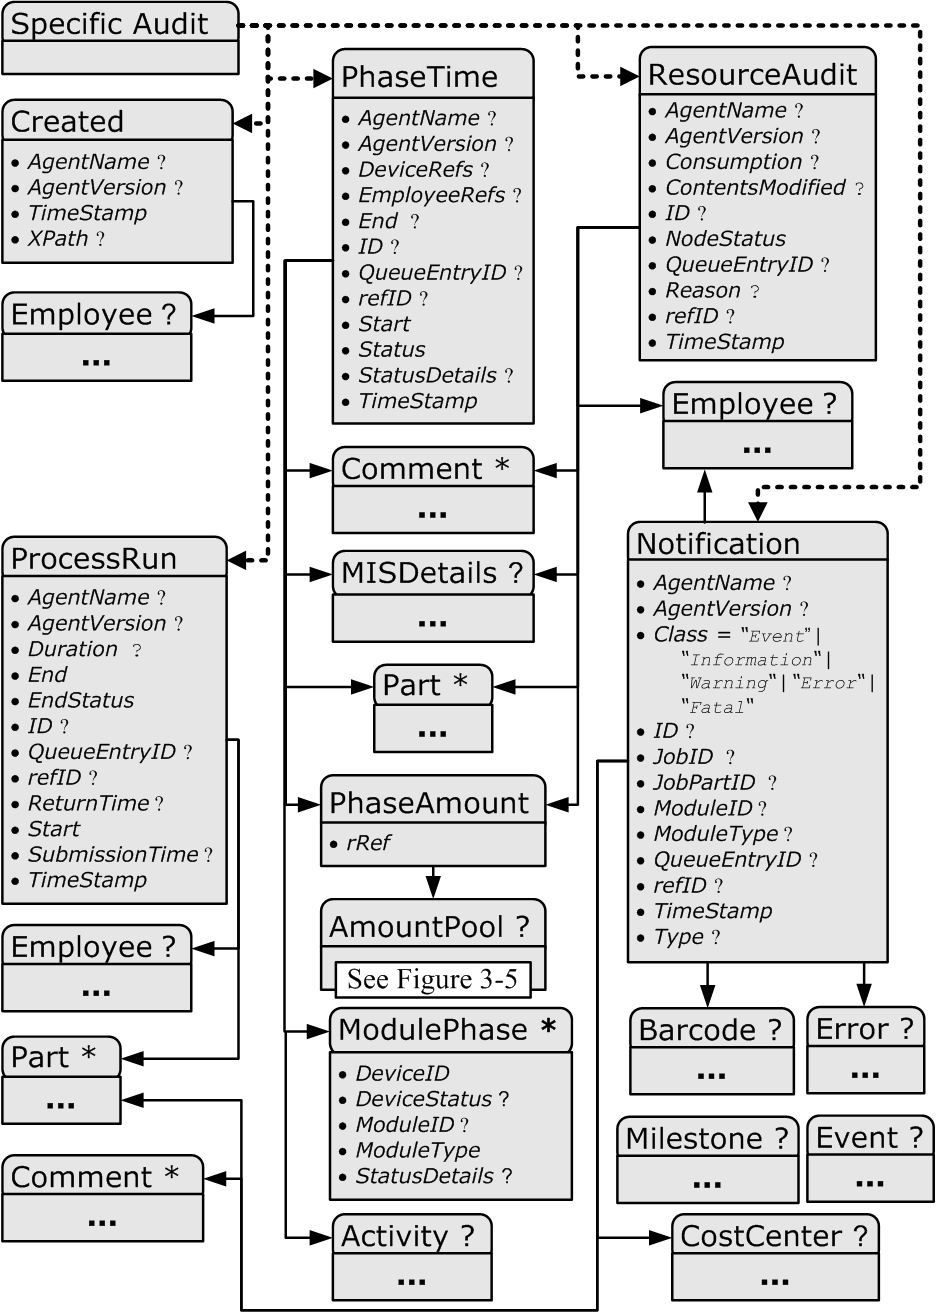 Specific Audit
Created
• AgentName ?
• AgentVersion ?
• TimeStamp
• XPath ?
Employee ?
...
ProcessRun
• AgentName ?
• AgentVersion ?
• Duration ?
• End
• EndStatus
• ID ?
• QueueEntryID ?
• refID ?
• ReturnTime ?
• Start
• SubmissionTime ?
• TimeStamp
Employee ?
...
Part *
...
Comment *
...
PhaseTime
• AgentName ?
• AgentVersion ?
• DeviceRefs ?
• EmployeeRefs ?
• End ?
• ID ?
• QueueEntryID ?
• refID ?
• Start
• Status
• StatusDetails ?
• TimeStamp
Comment *
...
MISDetails ?
...
Part *
...
PhaseAmount
• rRef
AmountPool ?
See Figure 3-5
ModulePhase *
• DeviceID
• DeviceStatus ?
• ModuleID ?
• ModuleType
• StatusDetails ?
Activity ?
...
ResourceAudit
• AgentName ?
• AgentVersion ?
• Consumption ?
• ContentsModified ?
• ID ?
• NodeStatus
• QueueEntryID ?
• Reason ?
• refID ?
• TimeStamp
Employee ?
...
Notification
• AgentName ?
• AgentVersion ?
• Class = "Event"|
"Information"|
"Warning"|"Error"|
"Fatal"
• ID ?
• JobID ?
• JobPartID ?
• ModuleID ?
• ModuleType ?
• QueueEntryID ?
• refID ?
• TimeStamp
• Type ?
Barcode ?
...
Error ?
...
Milestone ?
...
Event ?
...
CostCenter ?
...